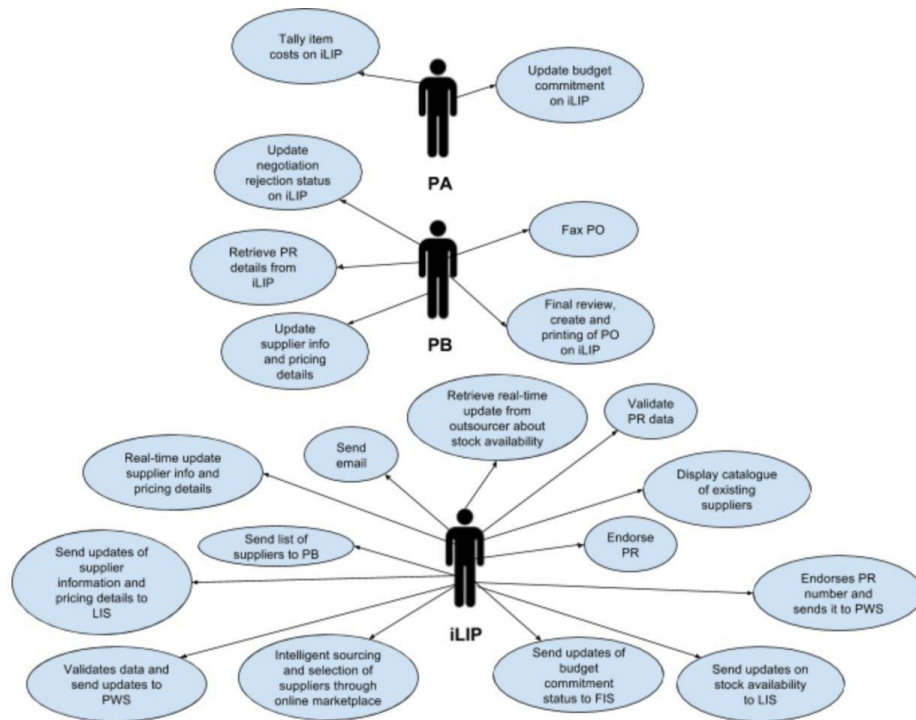 Tally item
costs on iLIP
Update budget
commitment
on iLIP
PA
Update
negotiation
rejection status
on iLIP
Fax PO
Retrieve PR
details from
iLIP
Final review,
create and
printing of PO
on iLIP
Update
supplier info
and pricing
details
PB
Retrieve real-time
update from
outsourcer about
stock availability
Validate
PR data
Send
email
Real-time update
supplier info and
pricing details
Display catalogue
of existing
suppliers
Send list of
suppliers to PB
Endorse
PR
Send updates of
supplier
information and
pricing details to
LIS
Endorses PR
number and
sends it to PWS
iLIP
Validates data and
send updates to
PWS
Intelligent sourcing
and selection of
suppliers through
online marketplace
Send updates of
budget
commitment
status to FIS
Send updates on
stock availability
to LIS